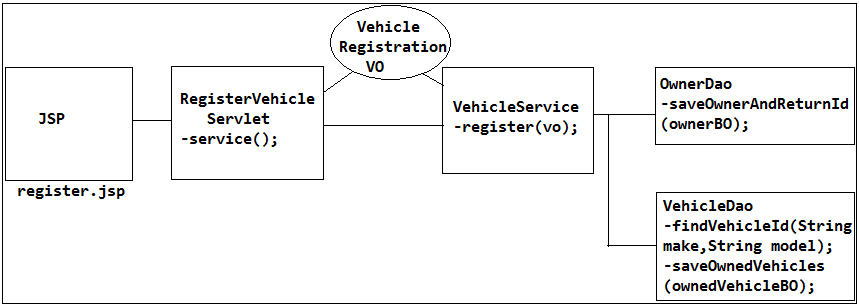 JSP
register.jsp
RegisterVehicle
Servlet
-service();
Vehicle
Registration
VO
VehicleService
-register(vo);
OwnerDao
-saveOwnerAndReturnId
(ownerBO);
VehicleDao
-findVehicleId(String
make,String model);
-saveOwnedVehicles
(ownedVehicleBO);